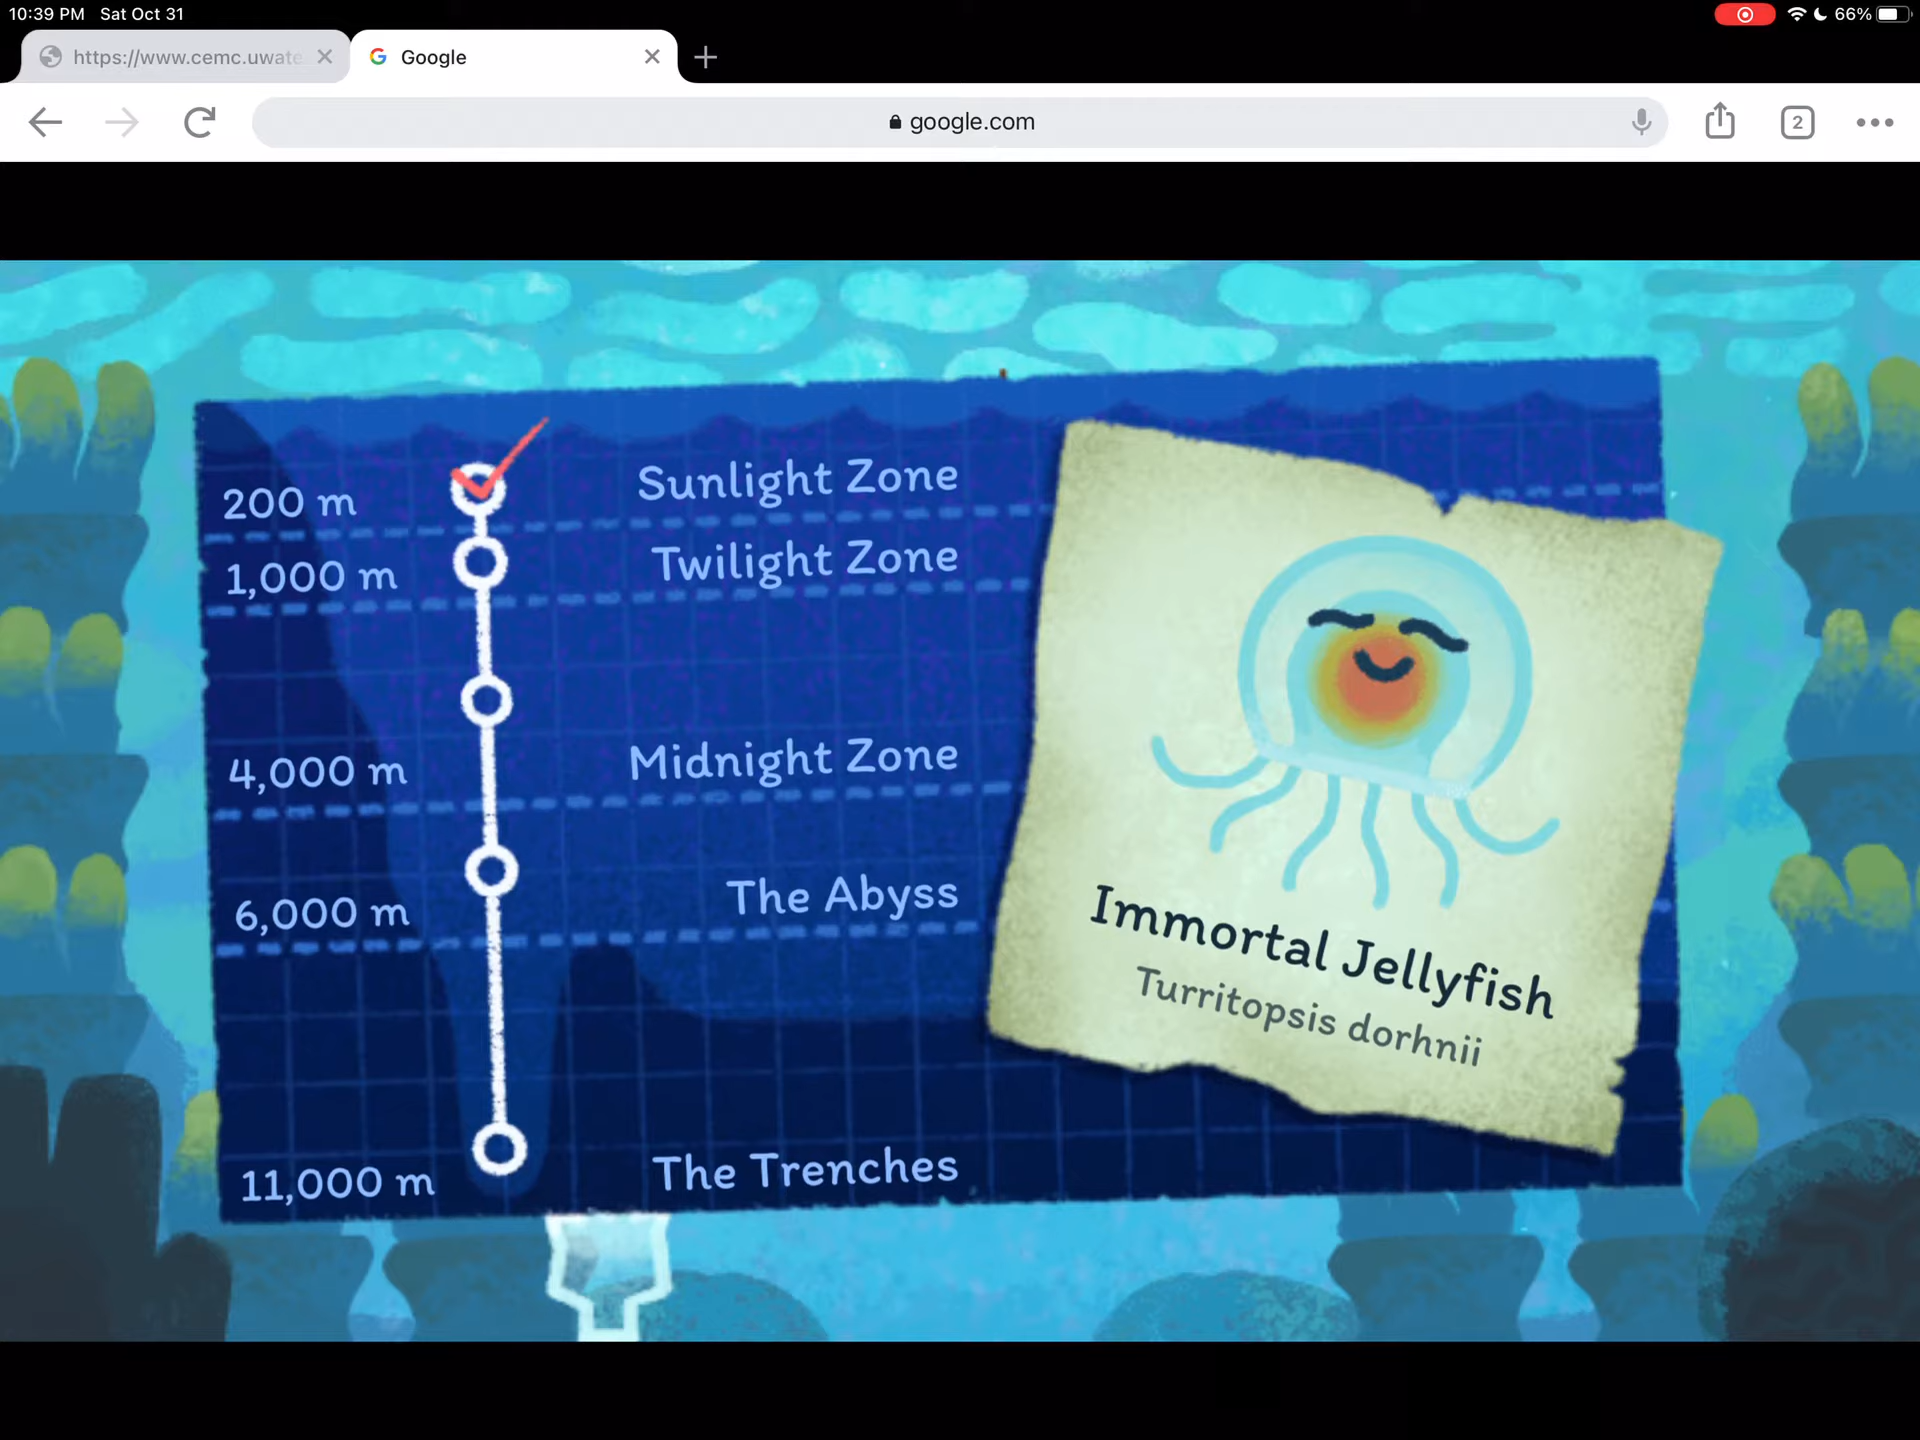 10:39 PM Sat Oct 31
66%
https://www.cemc.uwate
Google
google.com
2
200 m
Sunlight Zone
1,000 m
Twilight Zone
4,000 m
Midnight Zone
6,000 m
The Abyss
11,000 m
The Trenches
Immortal Jellyfish
Turritopsis dorhnii